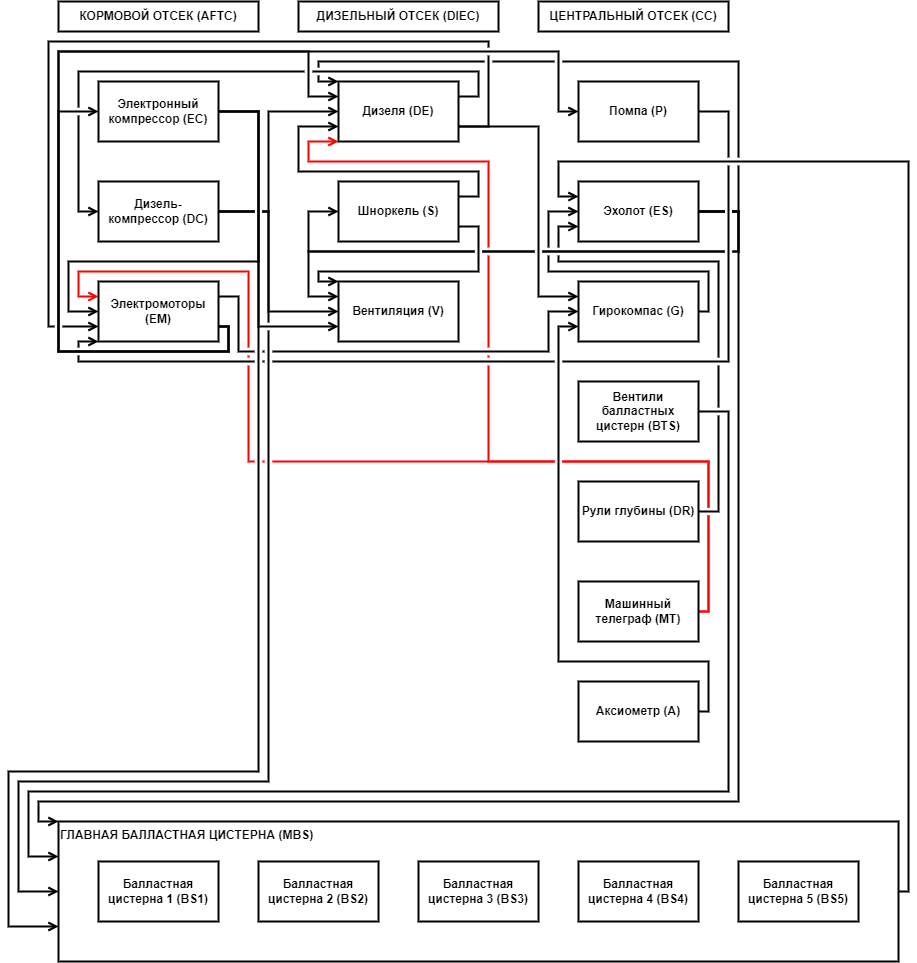 КОРМОВОЙ ОТСЕК (AFTC)
ДИЗЕЛЬНЫЙ ОТСЕК (DIEC)
ЦЕНТРАЛЬНЫЙ ОТСЕК (CC)
Электронный
компрессор (EC)
Дизеля (DE)
Помпа (P)
Дизель-
компрессор (DC)
Шноркель (S)
Эхолот (ES)
Электромоторы
(EM)
Вентиляция (V)
Гирокомпас (G)
Вентили
балластных
цистерн (BTS)
Рули глубины (DR)
Машинный
телеграф (MT)
Аксиометр (A)
ГЛАВНАЯ БАЛЛАСТНАЯ ЦИСТЕРНА (MBS)
Балластная
цистерна 1 (BS1)
Балластная
цистерна 2 (BS2)
Балластная
цистерна 3 (BS3)
Балластная
цистерна 4 (BS4)
Балластная
цистерна 5 (BS5)